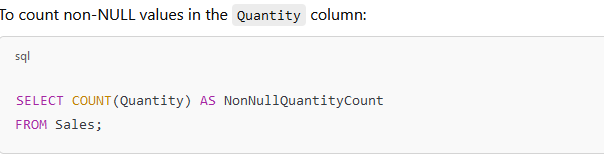 To count non-NULL values in the Quantity column:
sql
SELECT COUNT(Quantity) AS NonNullQuantityCount
FROM Sales;